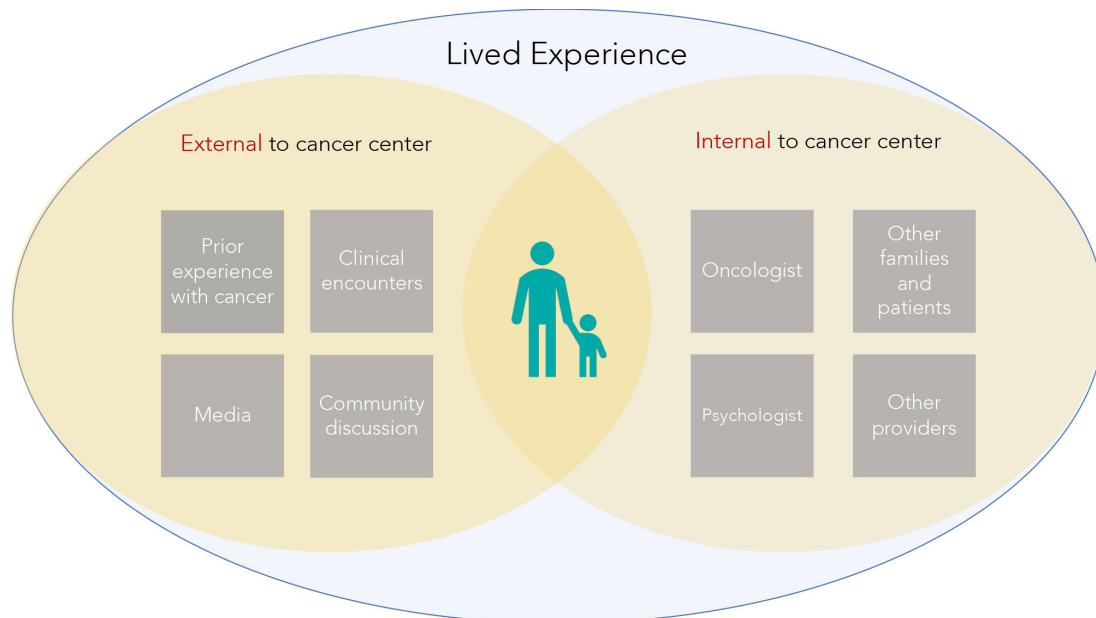 Lived Experience
External to cancer center
Internal to cancer center
Prior
experience
with cancer
Clinical
encounters
Media
Community
discussion
Oncologist
Other
families
and
patients
Psychologist
Other
providers